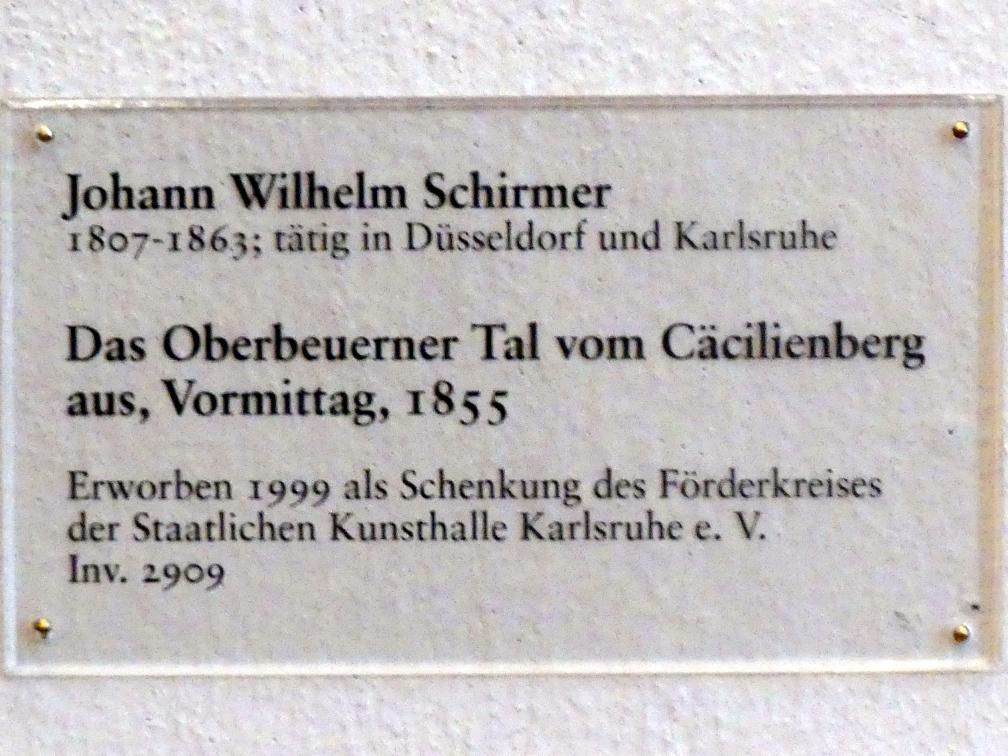 Johann Wilhelm Schirmer
1807-1863; tätig in Düsseldorf und Karlsruhe
Das Oberbeuerner Tal vom Cäcilienberg
aus, Vormittag, 1855
Erworben 1999 als Schenkung des Förderkreises
der Staatlichen Kunsthalle Karlsruhe e. V.
Inv. 2909